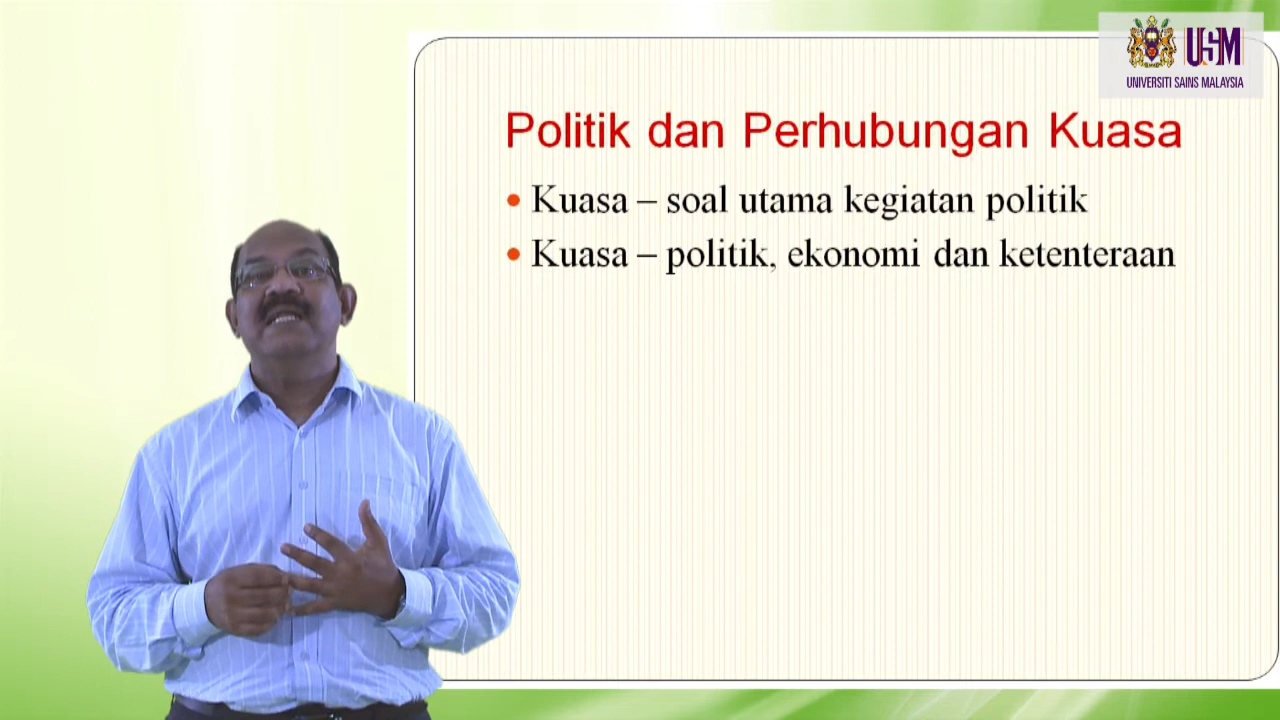 USM
UNIVERSITI SAINS MALAYSIA
Politik dan Perhubungan Kuasa
• Kuasa – soal utama kegiatan politik
• Kuasa – politik, ekonomi dan ketenteraan